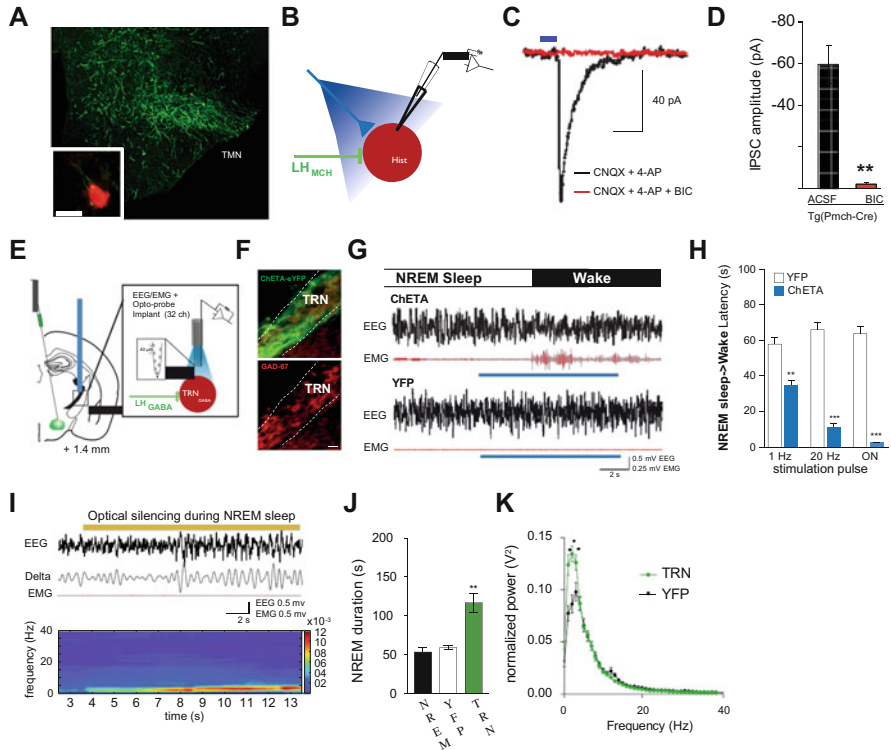 A
TMN
B
Hist
LH MCH
C
40 pA
CNQX + 4-AP
CNQX + 4-AP + BIC
D
IPSC amplitude (pA)
-80
-60
-40
0
**
ACSF BIC
Tg(Pmch-Cre)
E
EEG/EMG +
Opto-probe
Implant (32 ch)
TRN GABA
LH GABA
+ 1.4 mm
F
ChETA-eYFP
TRN
GAD-67
TRN
G
NREM Sleep Wake
ChETA
EEG
EMG
YFP
EEG
EMG
0.5 mV EEG
0.25 mV EMG
2 s
H
NREM sleep->Wake Latency (s)
100
80
60
40
20
0
YFP
ChETA
**
***
***
1 Hz 20 Hz ON
stimulation pulse
I
Optical silencing during NREM sleep
EEG
Delta
EMG
EEG 0.5 mv
EMG 0.5 mv
2 s
x10-3
frequency (Hz)
40
20
0
12
10
08
06
04
02
3 4 5 6 7 8 9 10 11 12 13
time (s)
J
NREM duration (s)
200
150
100
50
0
**
NREM
YFP
TRN
K
normalized power (V²)
0.15
0.10
0.05
0.00
* * *
TRN
YFP
0 20 40
Frequency (Hz)